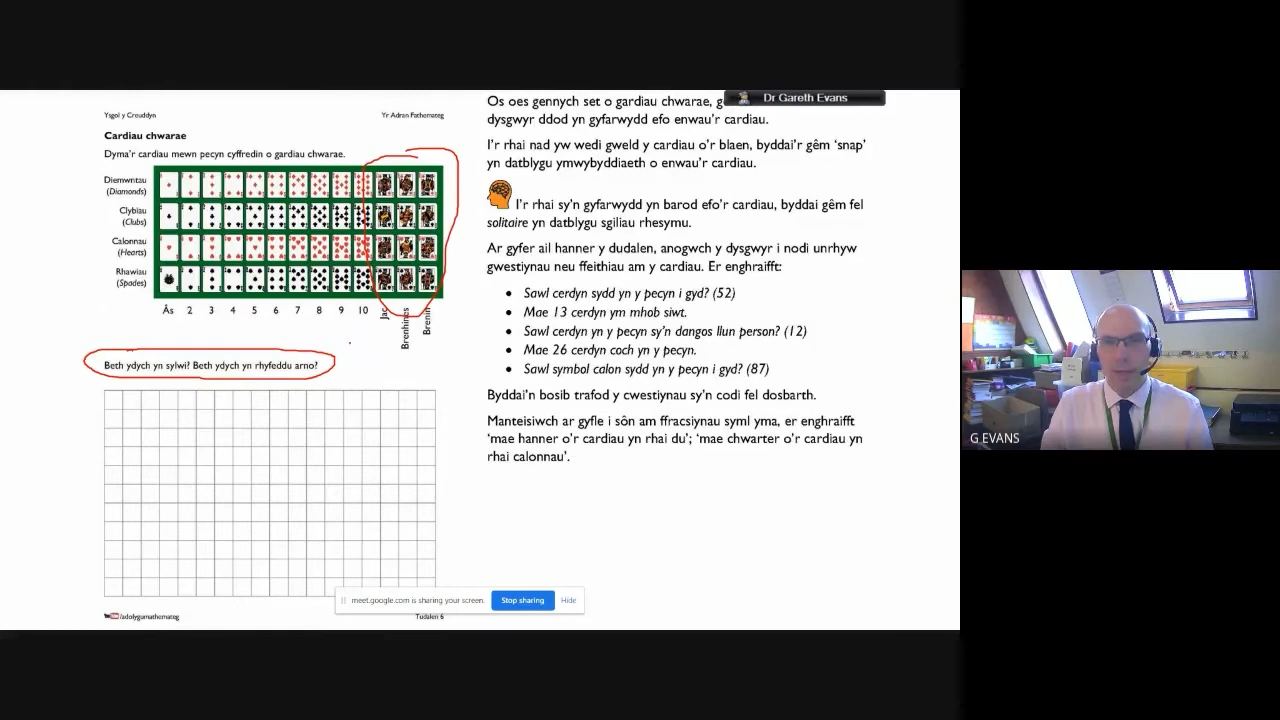 Ysgol y Creuddyn
Yr Adran Fathemateg
Cardiau chwarae
Dyma'r cardiau mewn pecyn cyffredin o gardiau chwarae.
Diemwntau
(Diamonds)
Clybiau
(Clubs)
Calonnau
(Hearts)
Rhawiau
(Spades)
Âs 2 3 4 5 6 7 8 9 10 Jac Brenhines Brenin
Beth ydych yn sylwi? Beth ydych yn rhyfeddu arno?
/adolygumathemateg
Tudalen 6
Os oes gennych set o gardiau chwarae,
dysgwyr ddod yn gyfarwydd efo enwau'r cardiau.
I'r rhai nad yw wedi gweld y cardiau o'r blaen, byddai'r gêm 'snap'
yn datblygu ymwybyddiaeth o enwau'r cardiau.
I'r rhai sy'n gyfarwydd yn barod efo'r cardiau, byddai gêm fel
solitaire yn datblygu sgiliau rhesymu.
Ar gyfer ail hanner y dudalen, anogwch y dysgwyr i nodi unrhyw
gwestiynau neu ffeithiau am y cardiau. Er enghraifft:
• Sawl cerdyn sydd yn y pecyn i gyd? (52)
• Mae 13 cerdyn ym mhob siwt.
• Sawl cerdyn yn y pecyn sy'n dangos llun person? (12)
• Mae 26 cerdyn coch yn y pecyn.
• Sawl symbol calon sydd yn y pecyn i gyd? (87)
Byddai'n bosib trafod y cwestiynau sy'n codi fel dosbarth.
Manteisiwch ar gyfle i sôn am ffracsiynau syml yma, er enghraifft
'mae hanner o'r cardiau yn rhai du'; 'mae chwarter o'r cardiau yn
rhai calonnau'.
Dr Gareth Evans
meet.google.com is sharing your screen.
Stop sharing
Hide
G EVANS